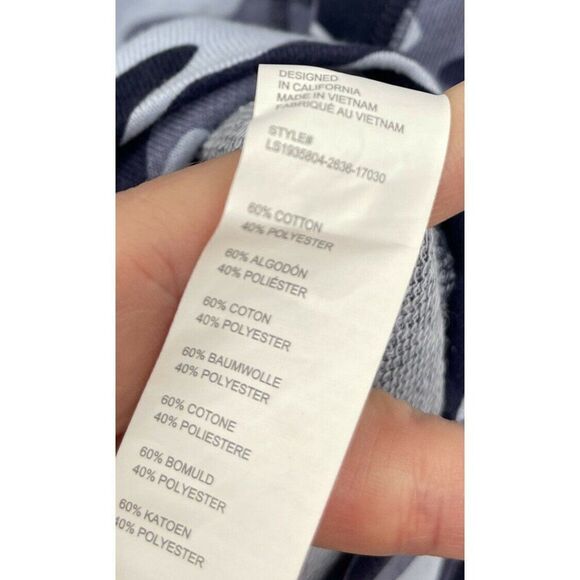 DESIGNED
IN CALIFORNIA
MADE IN VIETNAM
FABRIQUÉ AU VIETNAM
STYLE#
LS1935804-2636-17030
60% COTTON
40% POLYESTER
60% ALGODÓN
40% POLIÉSTER
60% COTON
40% POLYESTER
60% BAUMWOLLE
40% POLYESTER
60% COTONE
40% POLIESTERE
60% BOMULD
40% POLYESTER
60% KATOEN
40% POLYESTER